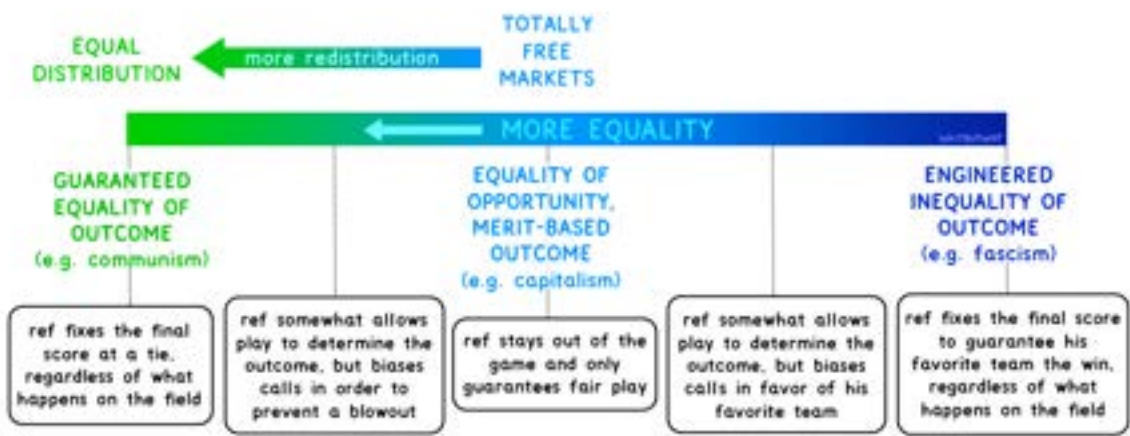 EQUAL
DISTRIBUTION
more redistribution
TOTALLY
FREE
MARKETS
MORE EQUALITY
GUARANTEED
EQUALITY OF
OUTCOME
(e.g. communism)
EQUALITY OF
OPPORTUNITY,
MERIT-BASED
OUTCOME
(e.g. capitalism)
ENGINEERED
INEQUALITY OF
OUTCOME
(e.g. fascism)
ref fixes the final
score at a tie,
regardless of what
happens on the field
ref somewhat allows
play to determine the
outcome, but biases
calls in order to
prevent a blowout
ref stays out of the
game and only
guarantees fair play
ref somewhat allows
play to determine the
outcome, but biases
calls in favor of his
favorite team
ref fixes the final score
to guarantee his
favorite team the win,
regardless of what
happens on the field